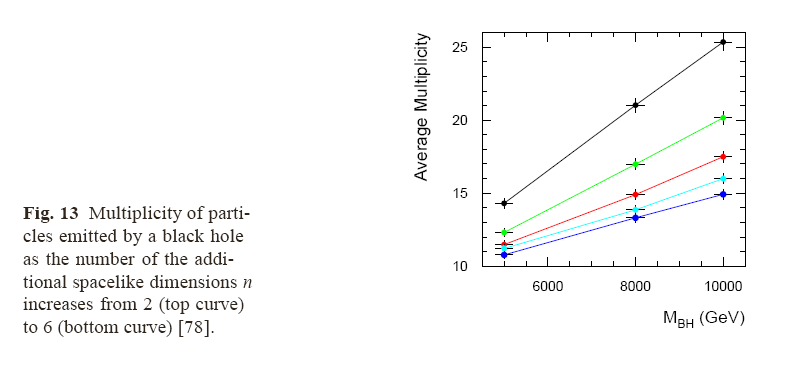 Fig. 13 Multiplicity of parti-
cles emitted by a black hole
as the number of the addi-
tional spacelike dimensions n
increases from 2 (top curve)
to 6 (bottom curve) [78].
Average Multiplicity
25
20
15
10
6000 8000 10000
MBH (GeV)